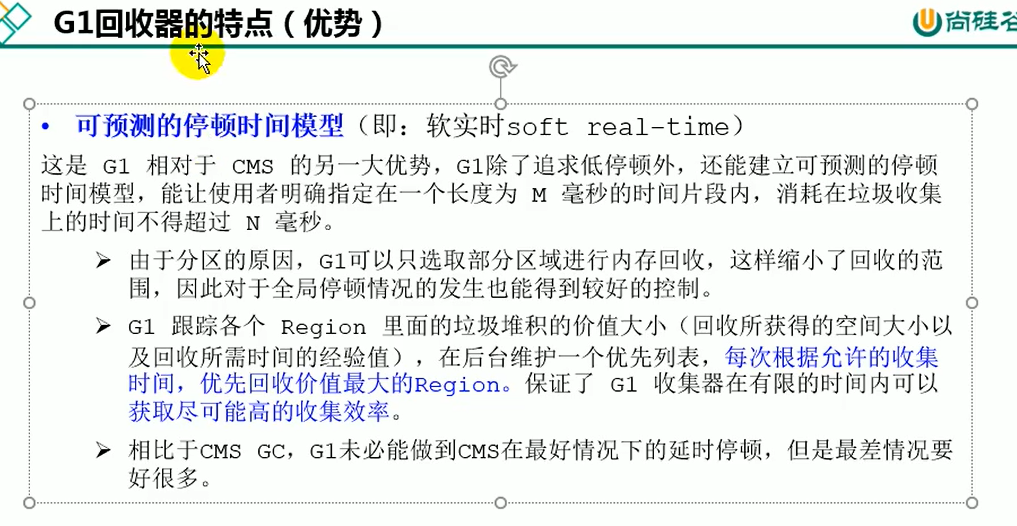 G1回收器的特点（优势）
尚硅谷
• 可预测的停顿时间模型（即：软实时soft real-time）
这是 G1 相对于 CMS 的另一大优势，G1除了追求低停顿外，还能建立可预测的停顿
时间模型，能让使用者明确指定在一个长度为 M 毫秒的时间片段内，消耗在垃圾收集
上的时间不得超过 N 毫秒。
➢ 由于分区的原因，G1可以只选取部分区域进行内存回收，这样缩小了回收的范
围，因此对于全局停顿情况的发生也能得到较好的控制。
➢ G1 跟踪各个 Region 里面的垃圾堆积的价值大小（回收所获得的空间大小以
及回收所需时间的经验值），在后台维护一个优先列表，每次根据允许的收集
时间，优先回收价值最大的Region。保证了 G1 收集器在有限的时间内可以
获取尽可能高的收集效率。
➢ 相比于CMS GC，G1未必能做到CMS在最好情况下的延时停顿，但是最差情况要
好很多。